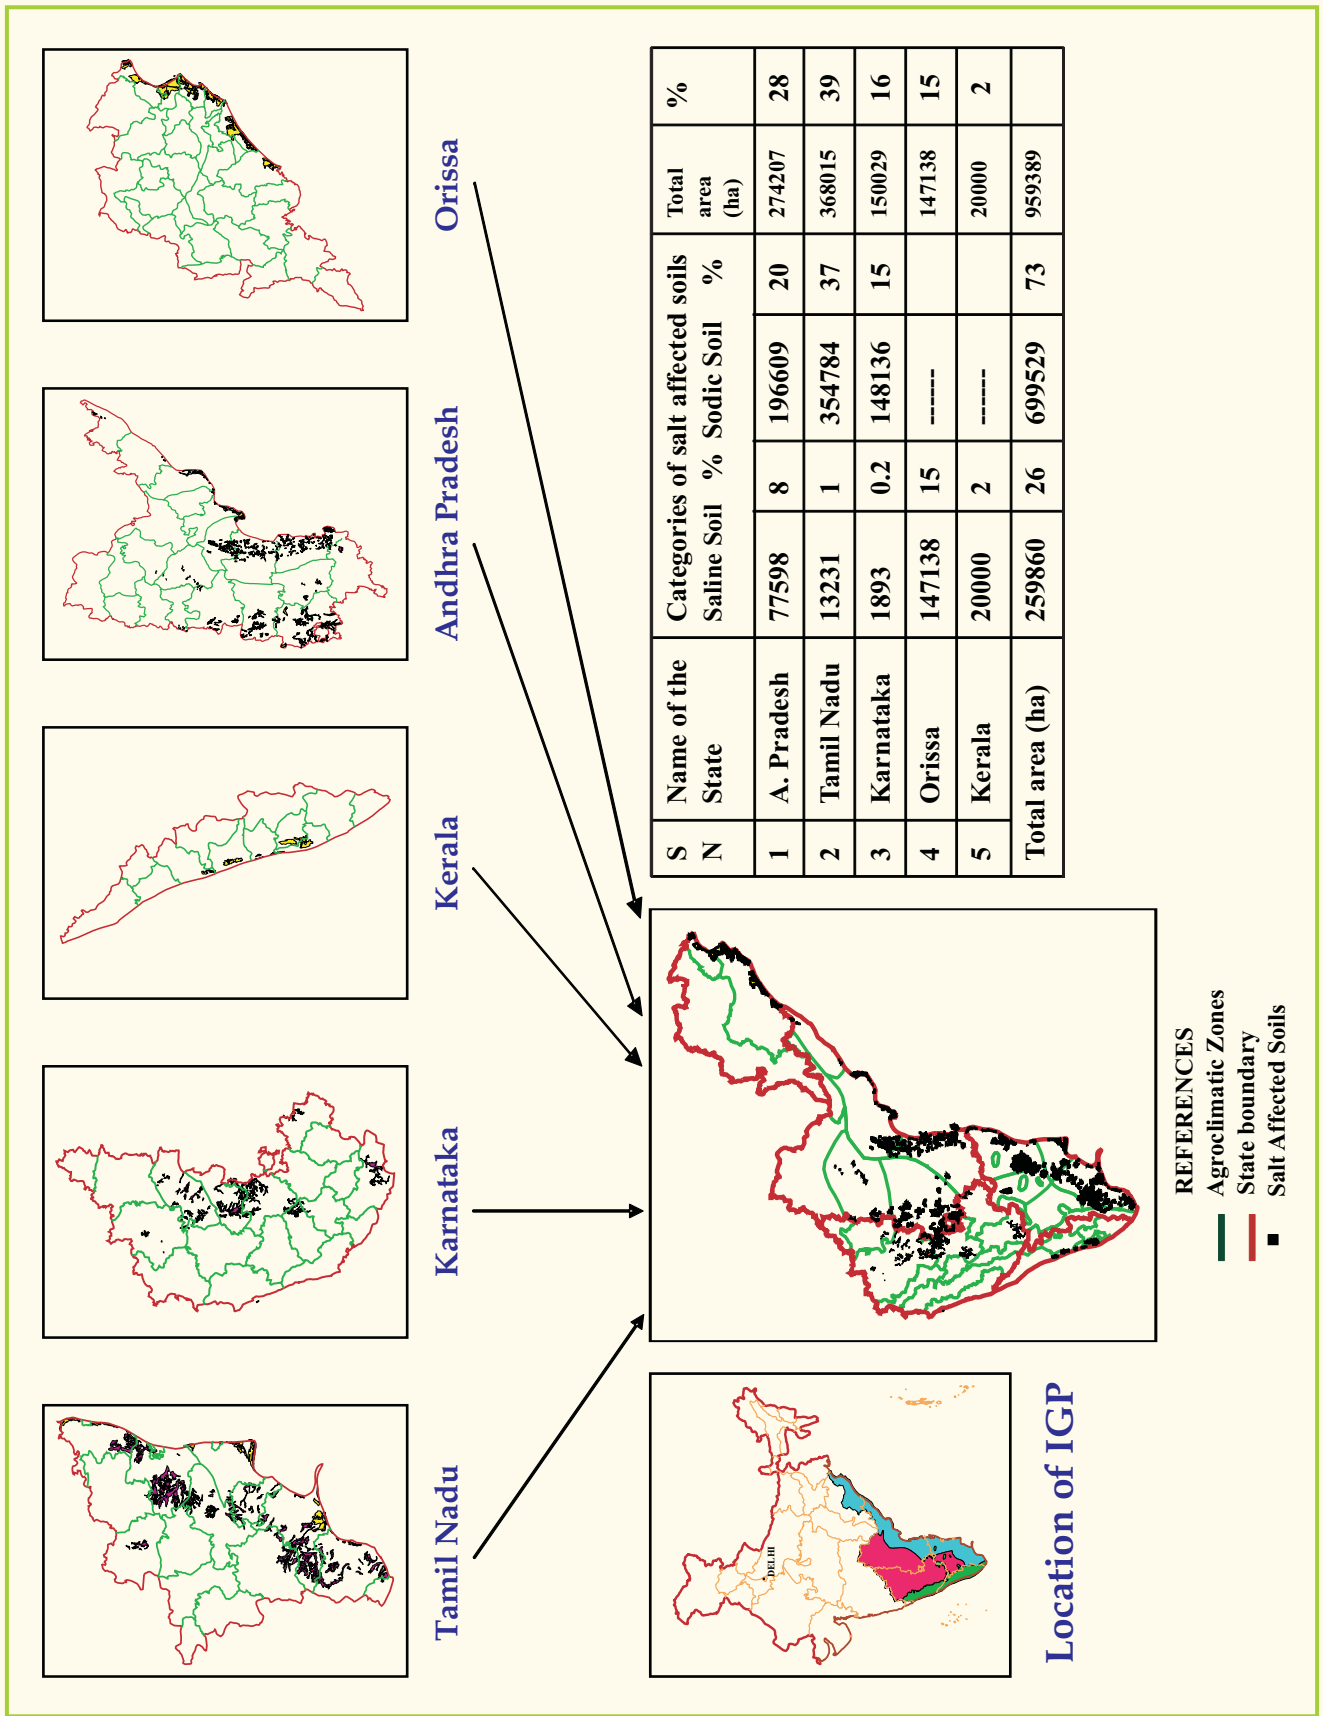 Tamil Nadu
Karnataka
Kerala
Andhra Pradesh
Orissa
DELHI
Location of IGP
REFERENCES
Agroclimatic Zones
State boundary
Salt Affected Soils
S N Name of the State Categories of salt affected soils Total area (ha) %
Saline Soil % Sodic Soil %
1 A. Pradesh 77598 8 196609 20 274207 28
2 Tamil Nadu 13231 1 354784 37 368015 39
3 Karnataka 1893 0.2 148136 15 150029 16
4 Orissa 147138 15 ------ 147138 15
5 Kerala 20000 2 ------ 20000 2
Total area (ha) 259860 26 699529 73 959389